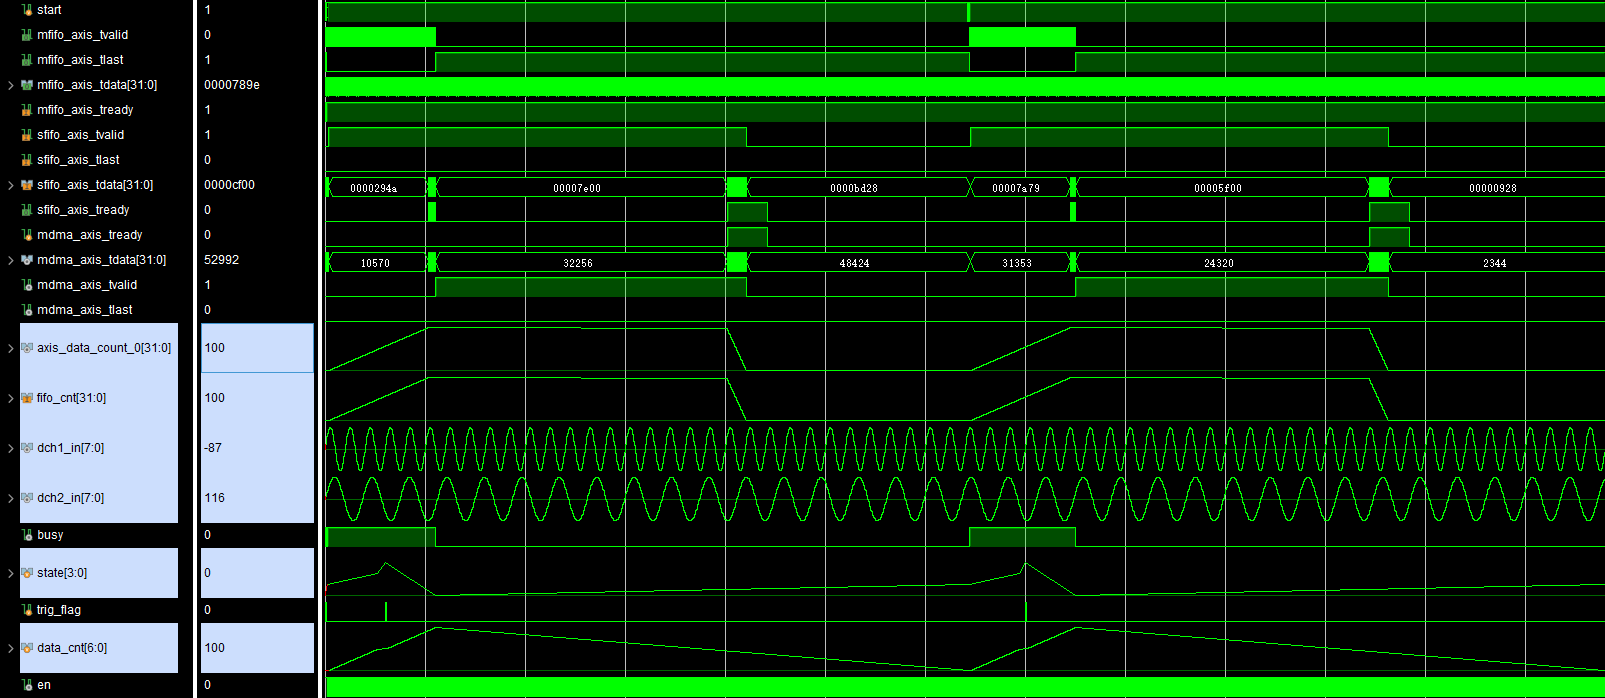 start 1
mfifo_axis_tvalid 0
mfifo_axis_tlast 1
mfifo_axis_tdata[31:0] 0000789e
mfifo_axis_tready 1
sfifo_axis_tvalid 1
sfifo_axis_tlast 0
sfifo_axis_tdata[31:0] 0000cf00 0000294a 00007e00 0000bd28 00007a79 00005f00 00000928
sfifo_axis_tready 0
mdma_axis_tready 0
mdma_axis_tdata[31:0] 52992 10570 32256 48424 31353 24320 2344
mdma_axis_tvalid 1
mdma_axis_tlast 0
axis_data_count_0[31:0] 100
fifo_cnt[31:0] 100
dch1_in[7:0] -87
dch2_in[7:0] 116
busy 0
state[3:0] 0
trig_flag 0
data_cnt[6:0] 100
en 0